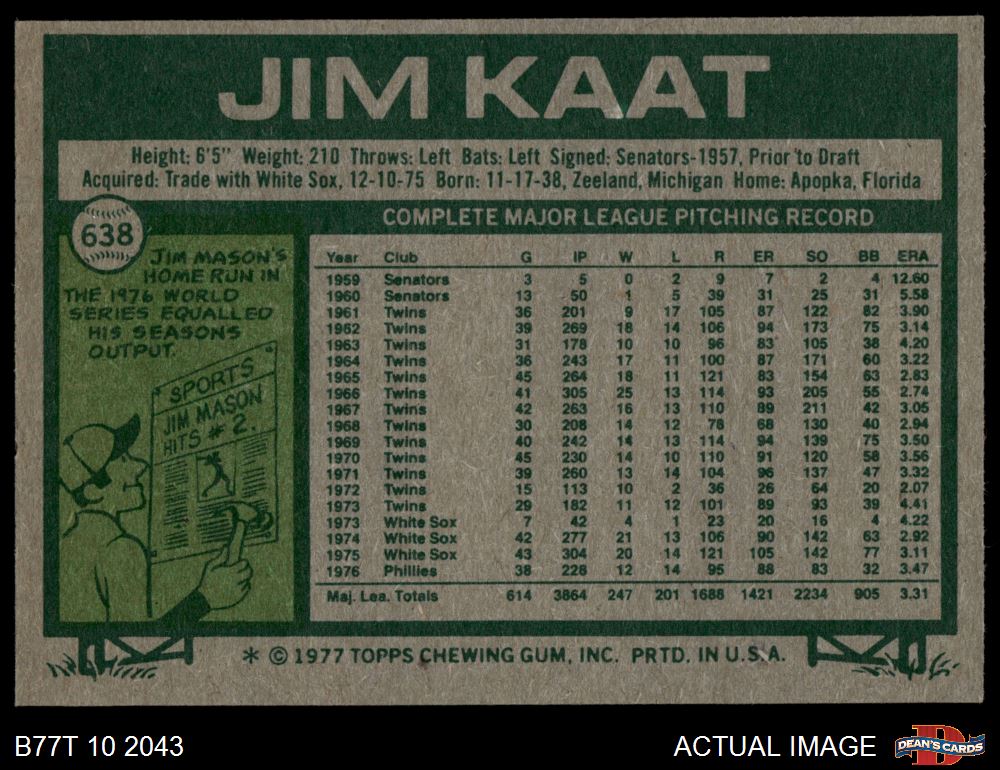 JIM KAAT
Height: 6'5" Weight: 210 Throws: Left Bats: Left Signed: Senators-1957, Prior to Draft
Acquired: Trade with White Sox, 12-10-75 Born: 11-17-38, Zeeland, Michigan Home: Apopka, Florida
638
JIM MASON'S
HOME RUN IN
THE 1976 WORLD
SERIES EQUALLED
HIS SEASONS
OUTPUT.
SPORTS
JIM MASON
HITS #2.
COMPLETE MAJOR LEAGUE PITCHING RECORD
Year Club G IP W L R ER SO BB ERA
1959 Senators 3 5 0 2 9 7 2 4 12.60
1960 Senators 13 50 1 5 39 31 25 31 5.58
1961 Twins 36 201 9 17 105 87 122 82 3.90
1962 Twins 39 269 18 14 106 94 173 75 3.14
1963 Twins 31 178 10 10 96 83 105 38 4.20
1964 Twins 36 243 17 11 100 87 171 60 3.22
1965 Twins 45 264 18 11 121 83 154 63 2.83
1966 Twins 41 305 25 13 114 93 205 55 2.74
1967 Twins 42 263 16 13 110 89 211 42 3.05
1968 Twins 30 208 14 12 78 68 130 40 2.94
1969 Twins 40 242 14 13 114 94 139 75 3.50
1970 Twins 45 230 14 10 110 91 120 58 3.56
1971 Twins 39 260 13 14 104 96 137 47 3.32
1972 Twins 15 113 10 2 36 26 64 20 2.07
1973 Twins 29 182 11 12 101 89 93 39 4.41
1973 White Sox 7 42 4 1 23 20 16 4 4.22
1974 White Sox 42 277 21 13 106 90 142 63 2.92
1975 White Sox 43 304 20 14 121 105 142 77 3.11
1976 Phillies 38 228 12 14 95 88 83 32 3.47
Maj. Lea. Totals 614 3864 247 201 1688 1421 2234 905 3.31
* © 1977 TOPPS CHEWING GUM, INC. PRTD. IN U.S.A.
B77T 10 2043
ACTUAL IMAGE
D
DEAN'S CARDS